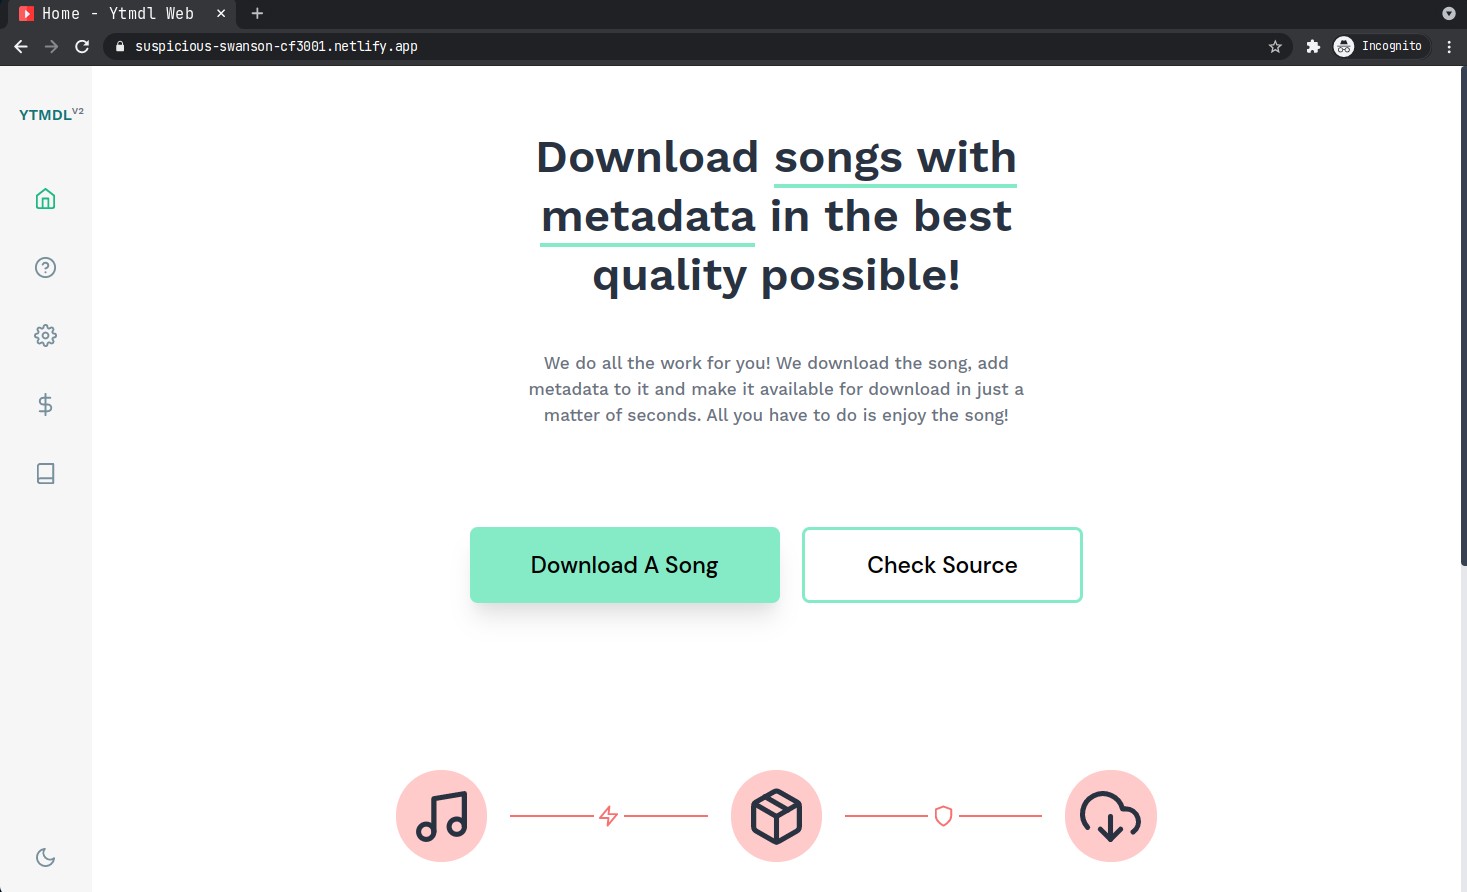 Home - Ytmdl Web
suspicious-swanson-cf3001.netlify.app
Incognito
YTMDLV2
Download songs with
metadata in the best
quality possible!
We do all the work for you! We download the song, add
metadata to it and make it available for download in just a
matter of seconds. All you have to do is enjoy the song!
Download A Song
Check Source